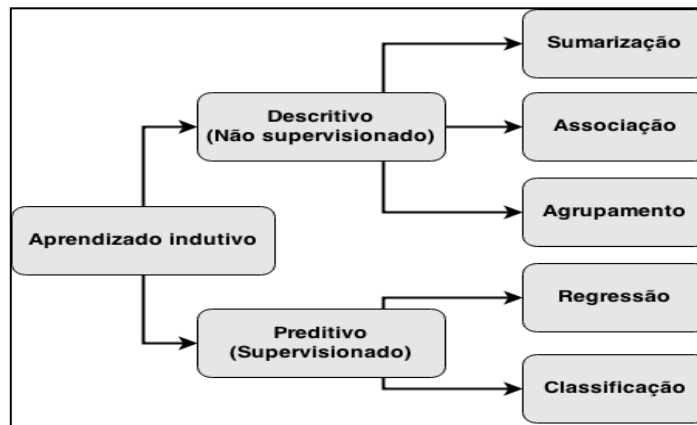 Sumarização
Descritivo
(Não supervisionado)
Associação
Agrupamento
Aprendizado indutivo
Regressão
Preditivo
(Supervisionado)
Classificação